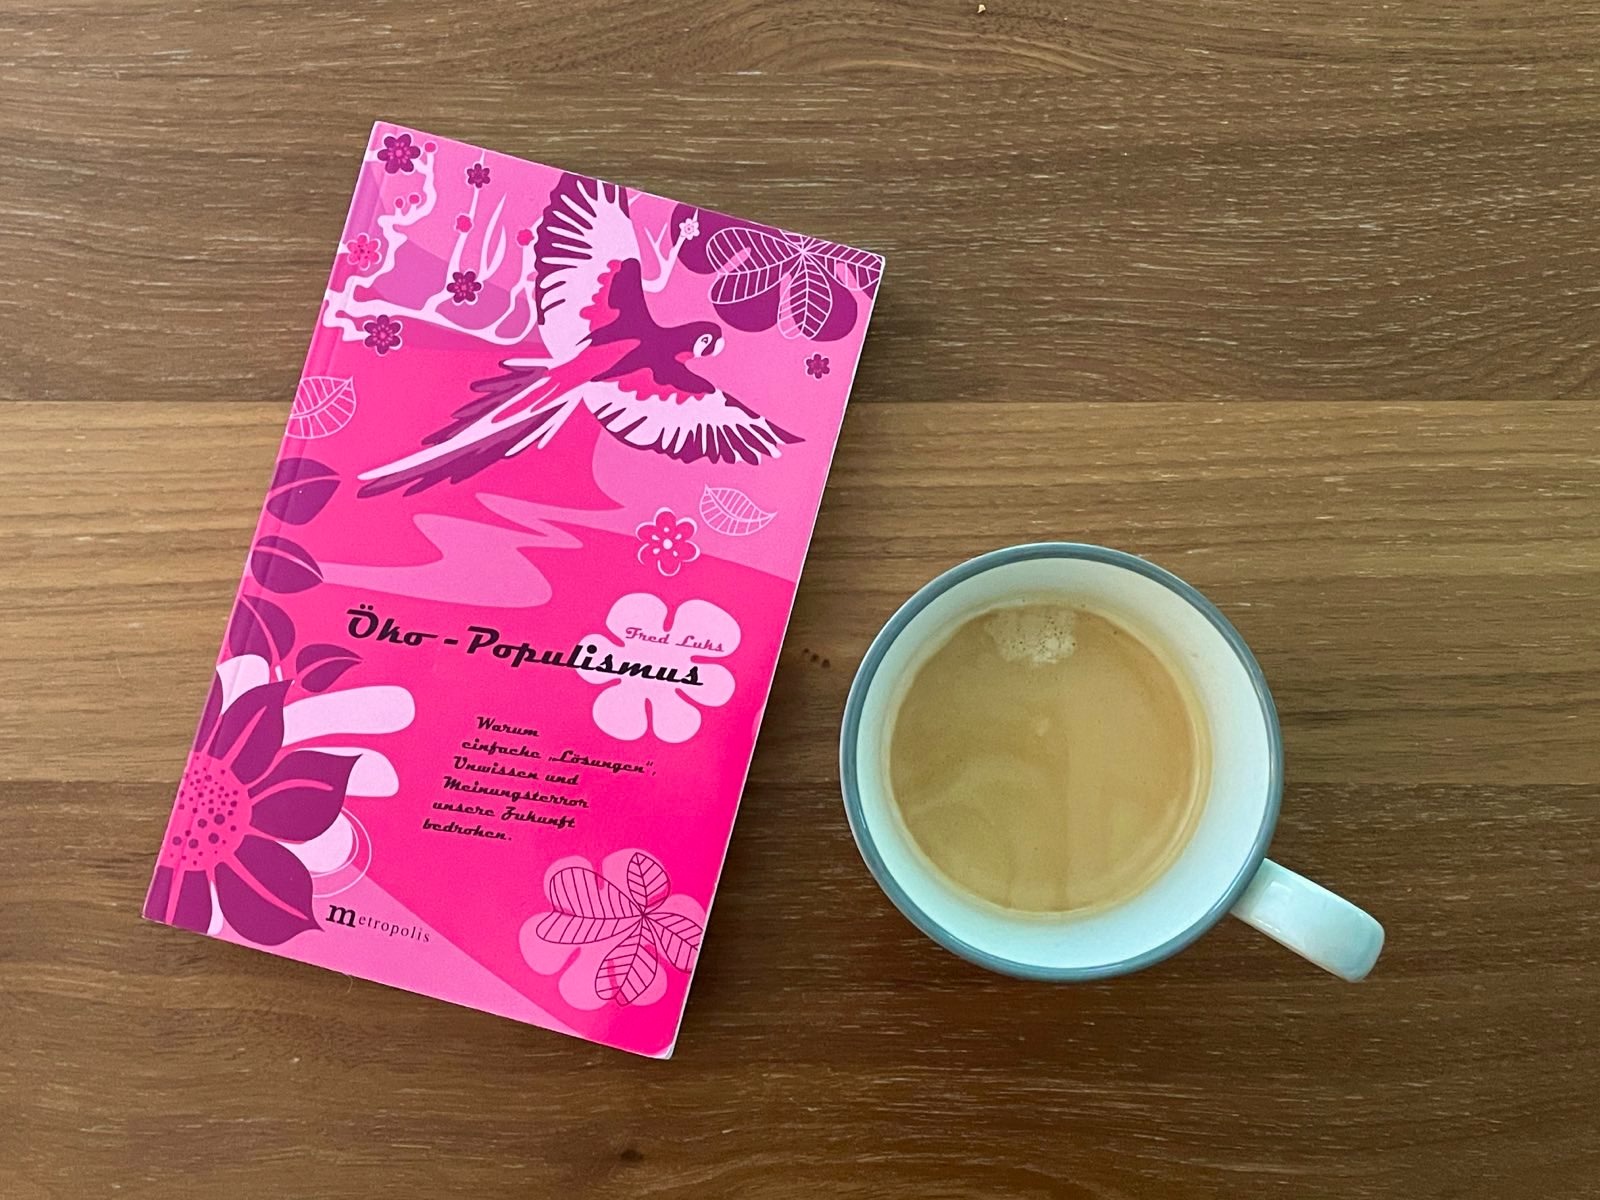 Fred Luks
Öko-Populismus
Warum
einfache „Lösungen“,
Unwissen und
Meinungsterror
unsere Zukunft
bedrohen.
metropolis